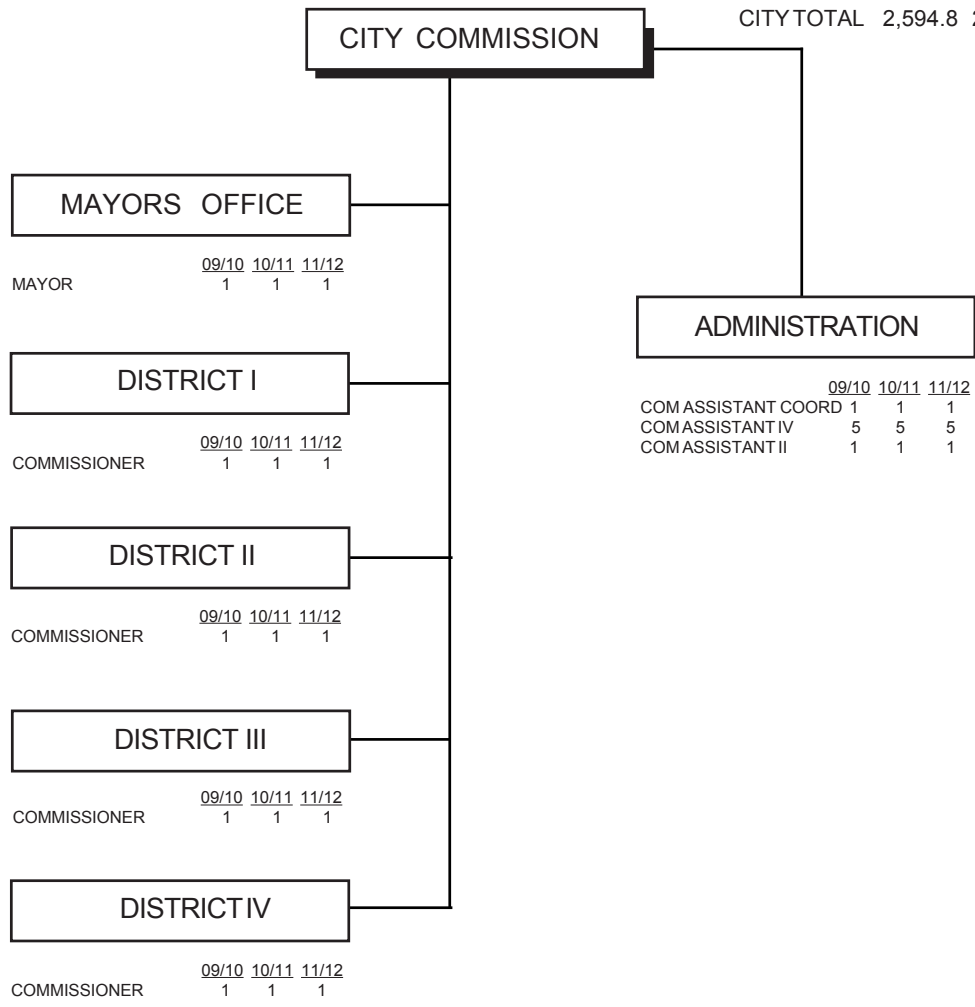 CITY TOTAL 2,594.8
CITY COMMISSION
MAYORS OFFICE
09/10 10/11 11/12
MAYOR 1 1 1
DISTRICT I
09/10 10/11 11/12
COMMISSIONER 1 1 1
DISTRICT II
09/10 10/11 11/12
COMMISSIONER 1 1 1
DISTRICT III
09/10 10/11 11/12
COMMISSIONER 1 1 1
DISTRICT IV
09/10 10/11 11/12
COMMISSIONER 1 1 1
ADMINISTRATION
09/10 10/11 11/12
COM ASSISTANT COORD 1 1 1
COM ASSISTANT IV 5 5 5
COM ASSISTANT II 1 1 1